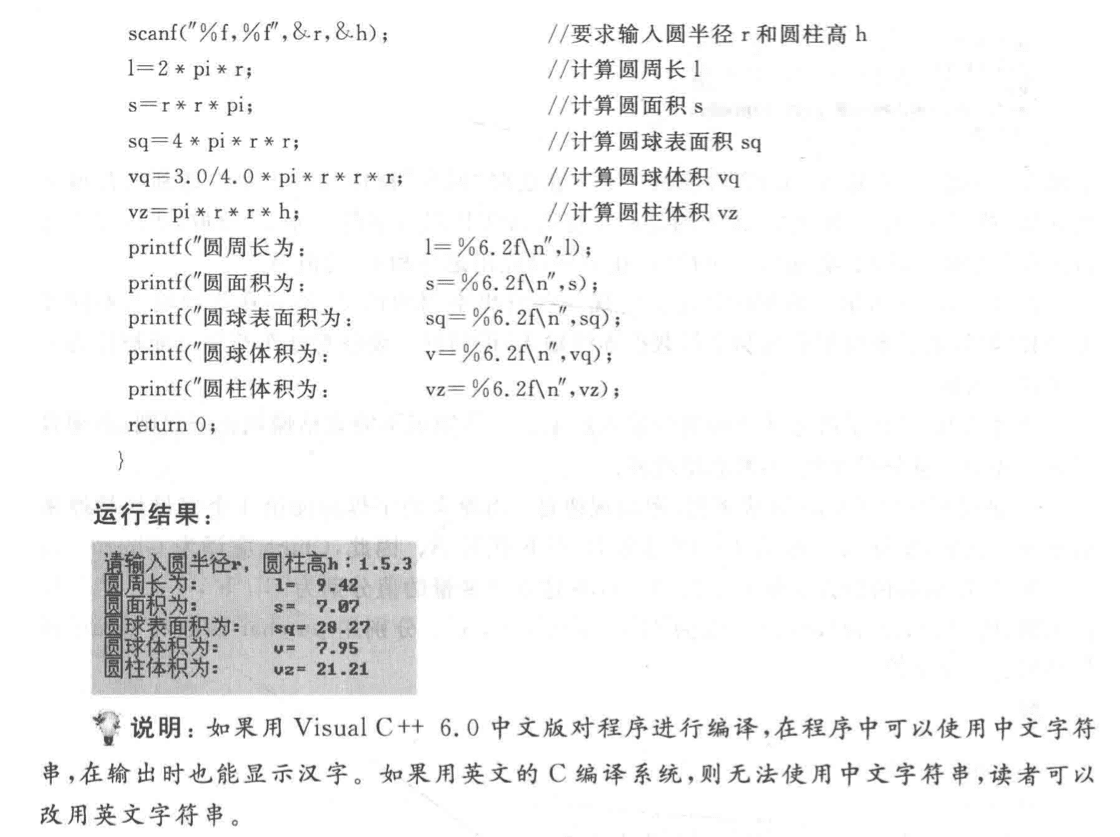 scanf("%f,%f",&r,&h);	//要求输入圆半径 r 和圆柱高 h
l=2*pi*r;	//计算圆周长 l
s=r*r*pi;	//计算圆面积 s
sq=4*pi*r*r;	//计算圆球表面积 sq
vq=3.0/4.0*pi*r*r*r;	//计算圆球体积 vq
vz=pi*r*r*h;	//计算圆柱体积 vz
printf("圆周长为:	l=%6.2f\n",l);
printf("圆面积为:	s=%6.2f\n",s);
printf("圆球表面积为:	sq=%6.2f\n",sq);
printf("圆球体积为:	v=%6.2f\n",vq);
printf("圆柱体积为:	vz=%6.2f\n",vz);
return 0;
}
运行结果:
请输入圆半径r，圆柱高h：1.5,3
圆周长为:	l= 9.42
圆面积为:	s= 7.07
圆球表面积为:	sq= 28.27
圆球体积为:	v= 7.95
圆柱体积为:	vz= 21.21
说明：如果用 Visual C++ 6.0 中文版对程序进行编译,在程序中可以使用中文字符
串,在输出时也能显示汉字。如果用英文的 C 编译系统,则无法使用中文字符串,读者可以
改用英文字符串。